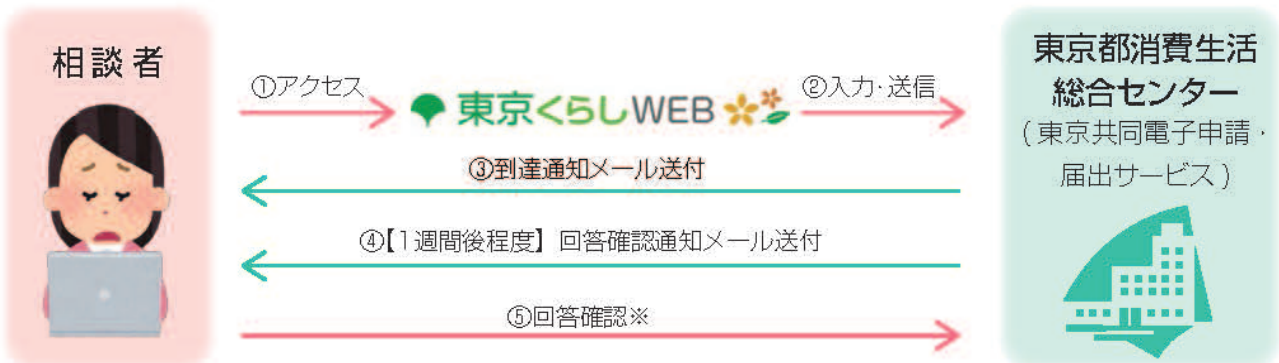 相談者
①アクセス
東京くらしWEB
②入力・送信
東京都消費生活
総合センター
(東京共同電子申請・
届出サービス)
③到達通知メール送付
④【1週間後程度】回答確認通知メール送付
⑤回答確認※